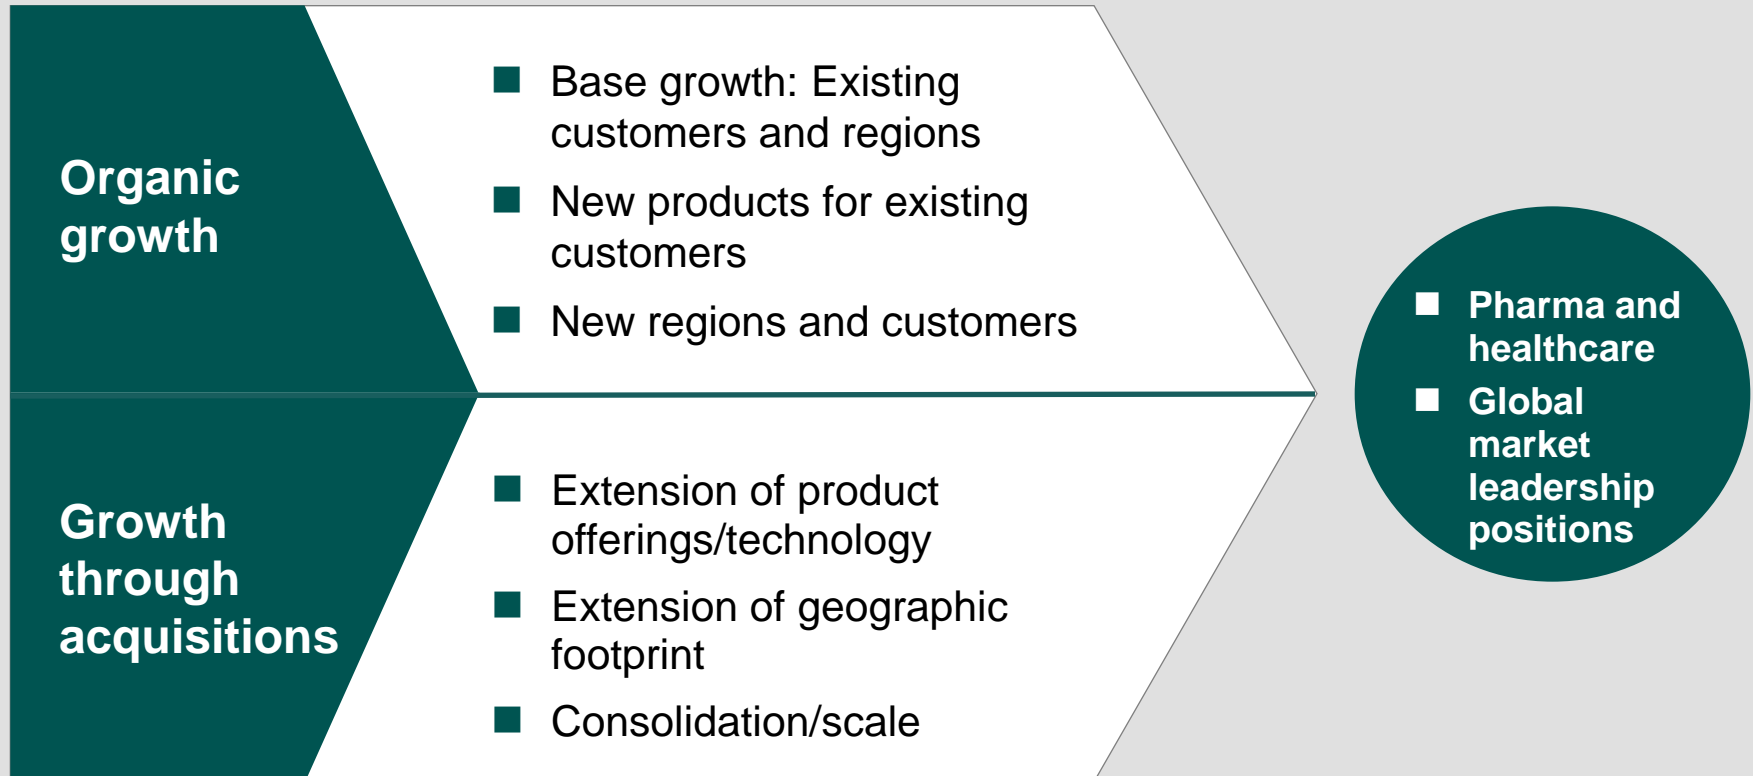 Organic
growth
Base growth: Existing
customers and regions
New products for existing
customers
New regions and customers
Growth
through
acquisitions
Extension of product
offerings/technology
Extension of geographic
footprint
Consolidation/scale
Pharma and
healthcare
Global
market
leadership
positions